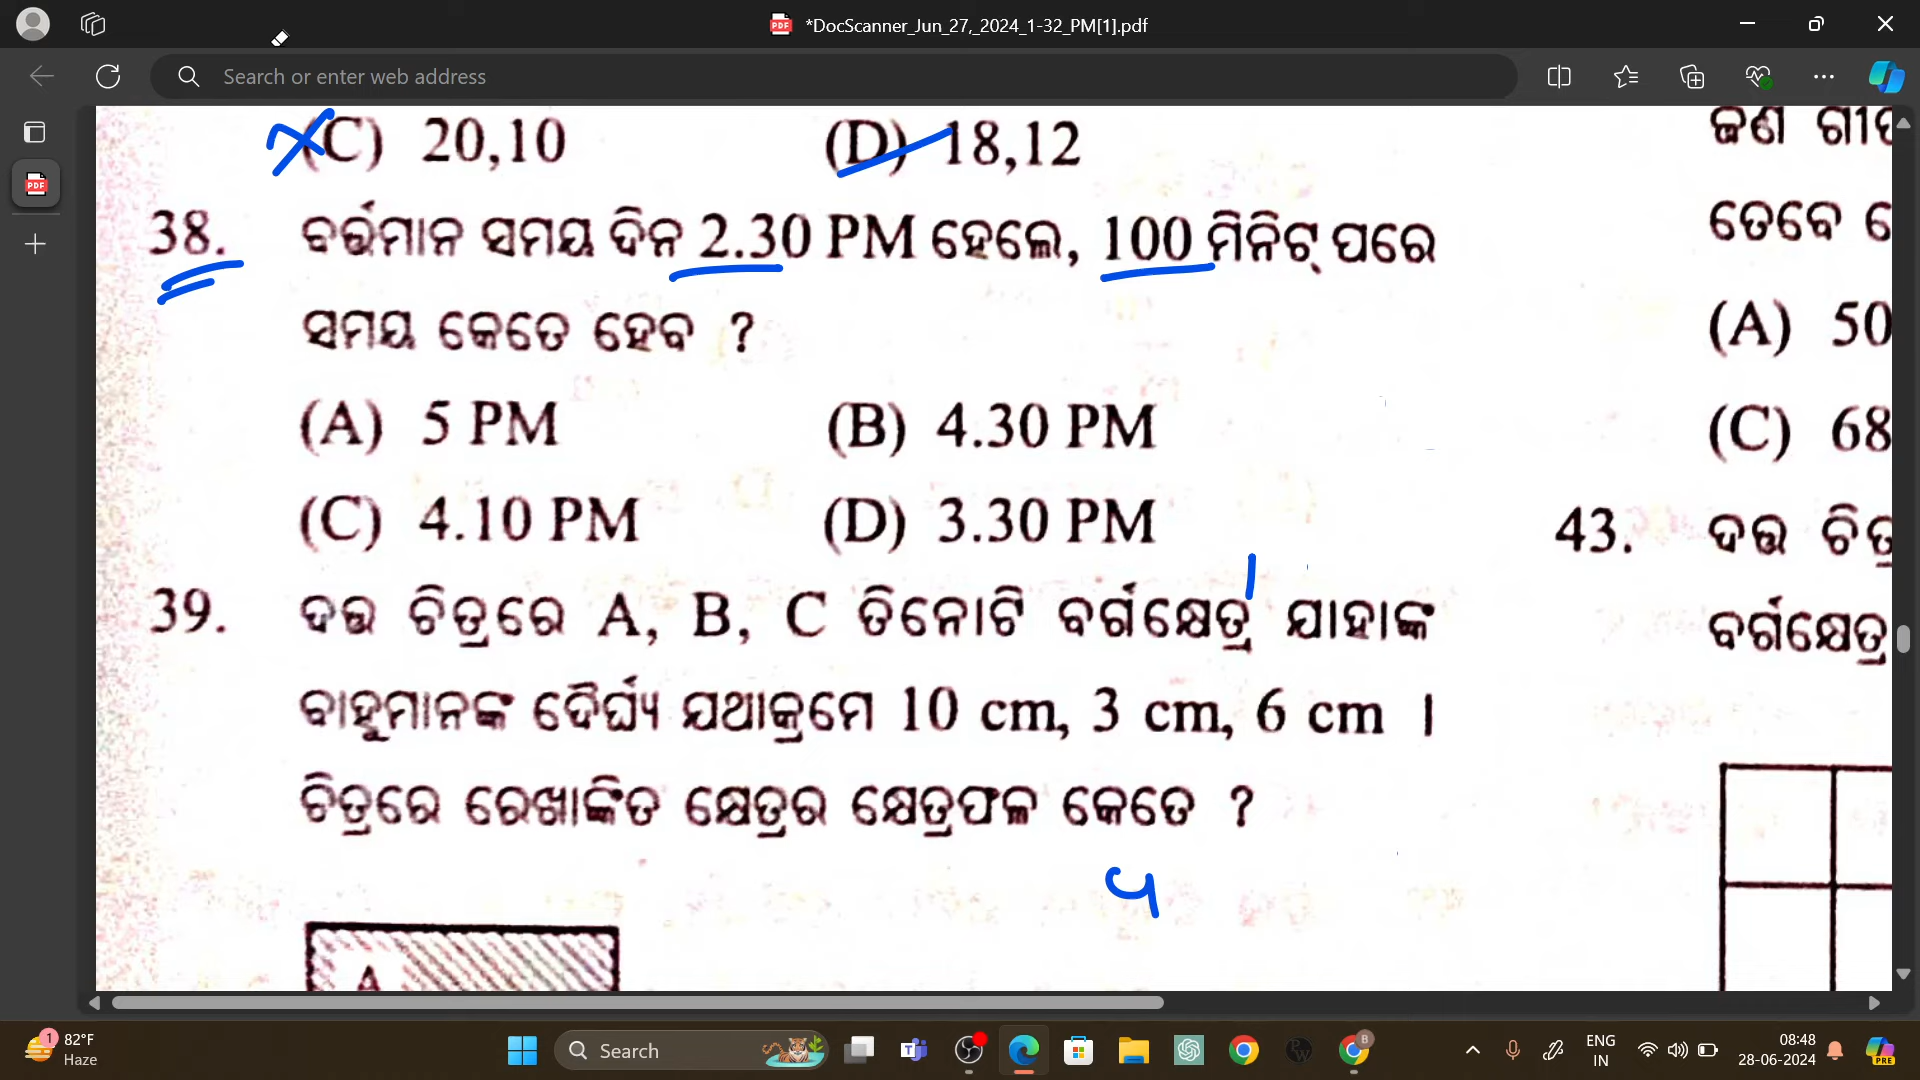 *DocScanner_Jun_27,_2024_1-32_PM[1].pdf
Search or enter web address
(C) 20,10
(D) 18,12
38. ବର୍ତ୍ତମାନ ସମୟ ଦିନ 2.30 PM ହେଲେ, 100 ମିନିଟ୍ ପରେ
ସମୟ କେତେ ହେବ ?
(A) 5 PM
(B) 4.30 PM
(C) 4.10 PM
(D) 3.30 PM
39. ଦତ୍ତ ଚିତ୍ରରେ A, B, C ତିନୋଟି ବର୍ଗକ୍ଷେତ୍ର ଯାହାଙ୍କ
ବାହୁମାନଙ୍କ ଦୈର୍ଘ୍ୟ ଯଥାକ୍ରମେ 10 cm, 3 cm, 6 cm ।
ଚିତ୍ରରେ ରେଖାଙ୍କିତ କ୍ଷେତ୍ରର କ୍ଷେତ୍ରଫଳ କେତେ ?
A
ତେବେ
(A) 50
(C) 68
43. ଦତ୍ତ
ବର୍ଗକ୍ଷେତ୍ର
82°F
Haze
Search
ENG
IN
08:48
28-06-2024